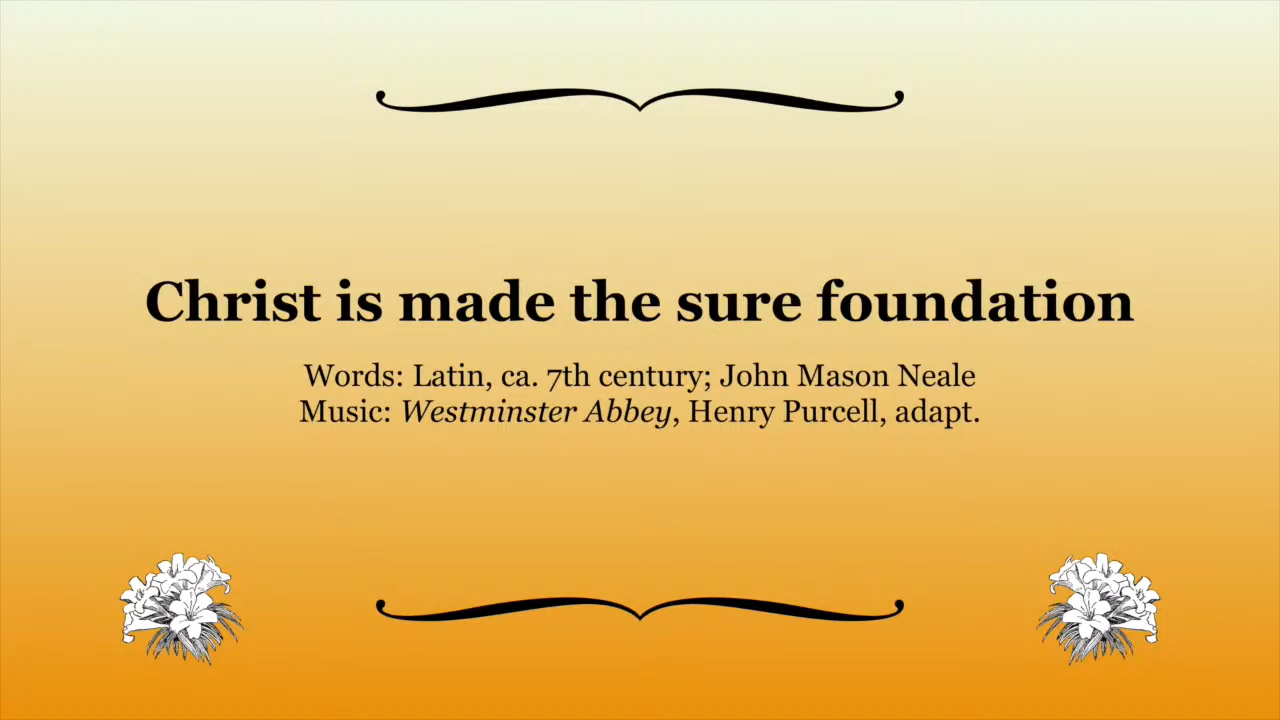 Christ is made the sure foundation
Words: Latin, ca. 7th century; John Mason Neale
Music: Westminster Abbey, Henry Purcell, adapt.